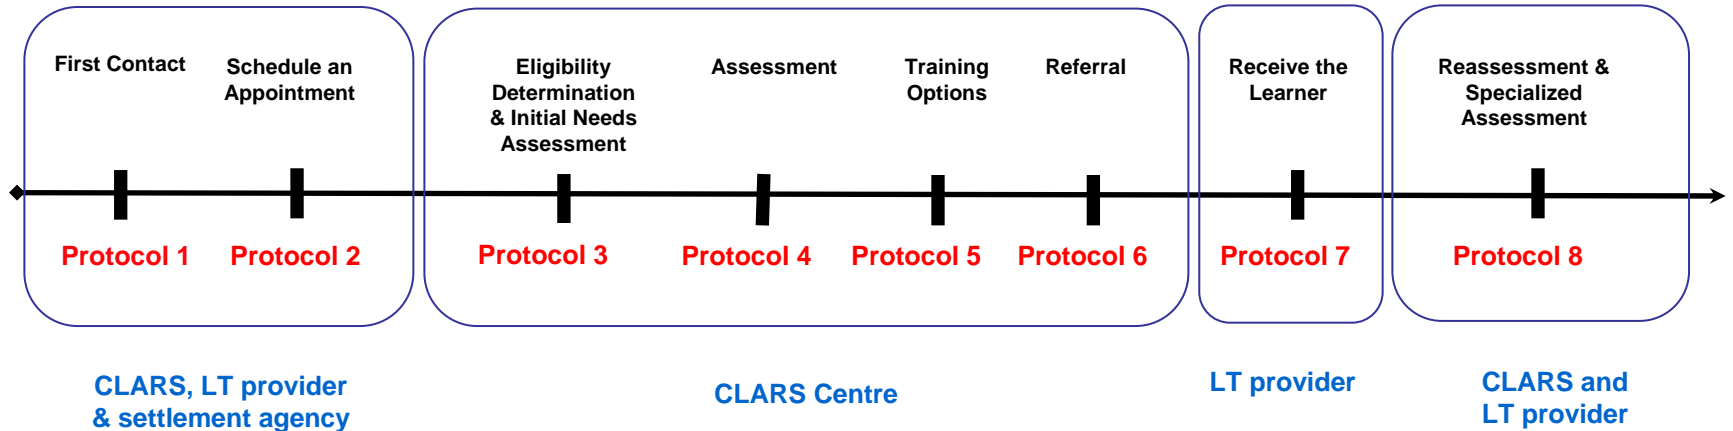 First Contact
Schedule an
Appointment
Eligibility
Determination
& Initial Needs
Assessment
Assessment
Training
Options
Referral
Receive the
Learner
Reassessment &
Specialized
Assessment
Protocol 1
Protocol 2
Protocol 3
Protocol 4
Protocol 5
Protocol 6
Protocol 7
Protocol 8
CLARS, LT provider
& settlement agency
CLARS Centre
LT provider
CLARS and
LT provider